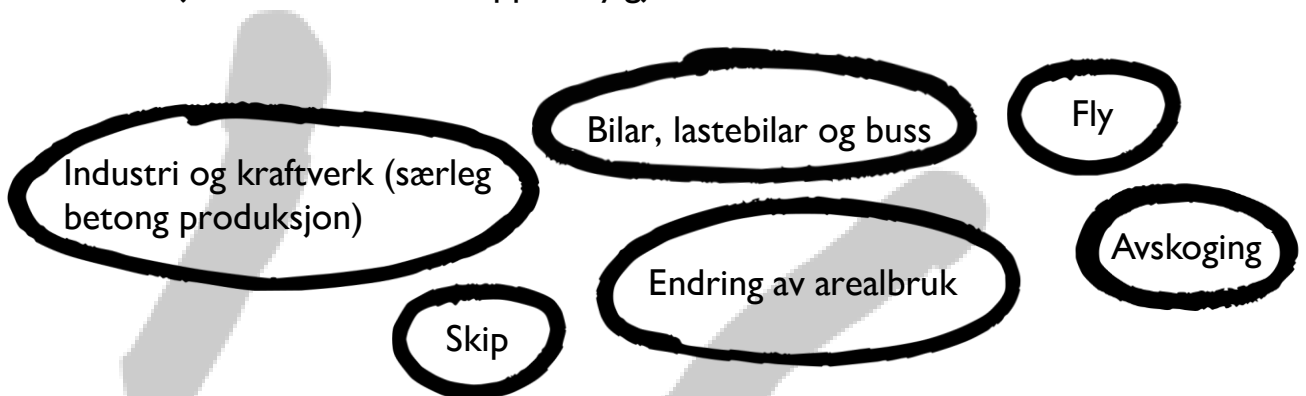 Bilar, lastebilar og buss
Fly
Industri og kraftverk (særleg
betong produksjon)
Avskoging
Endring av arealbruk
Skip